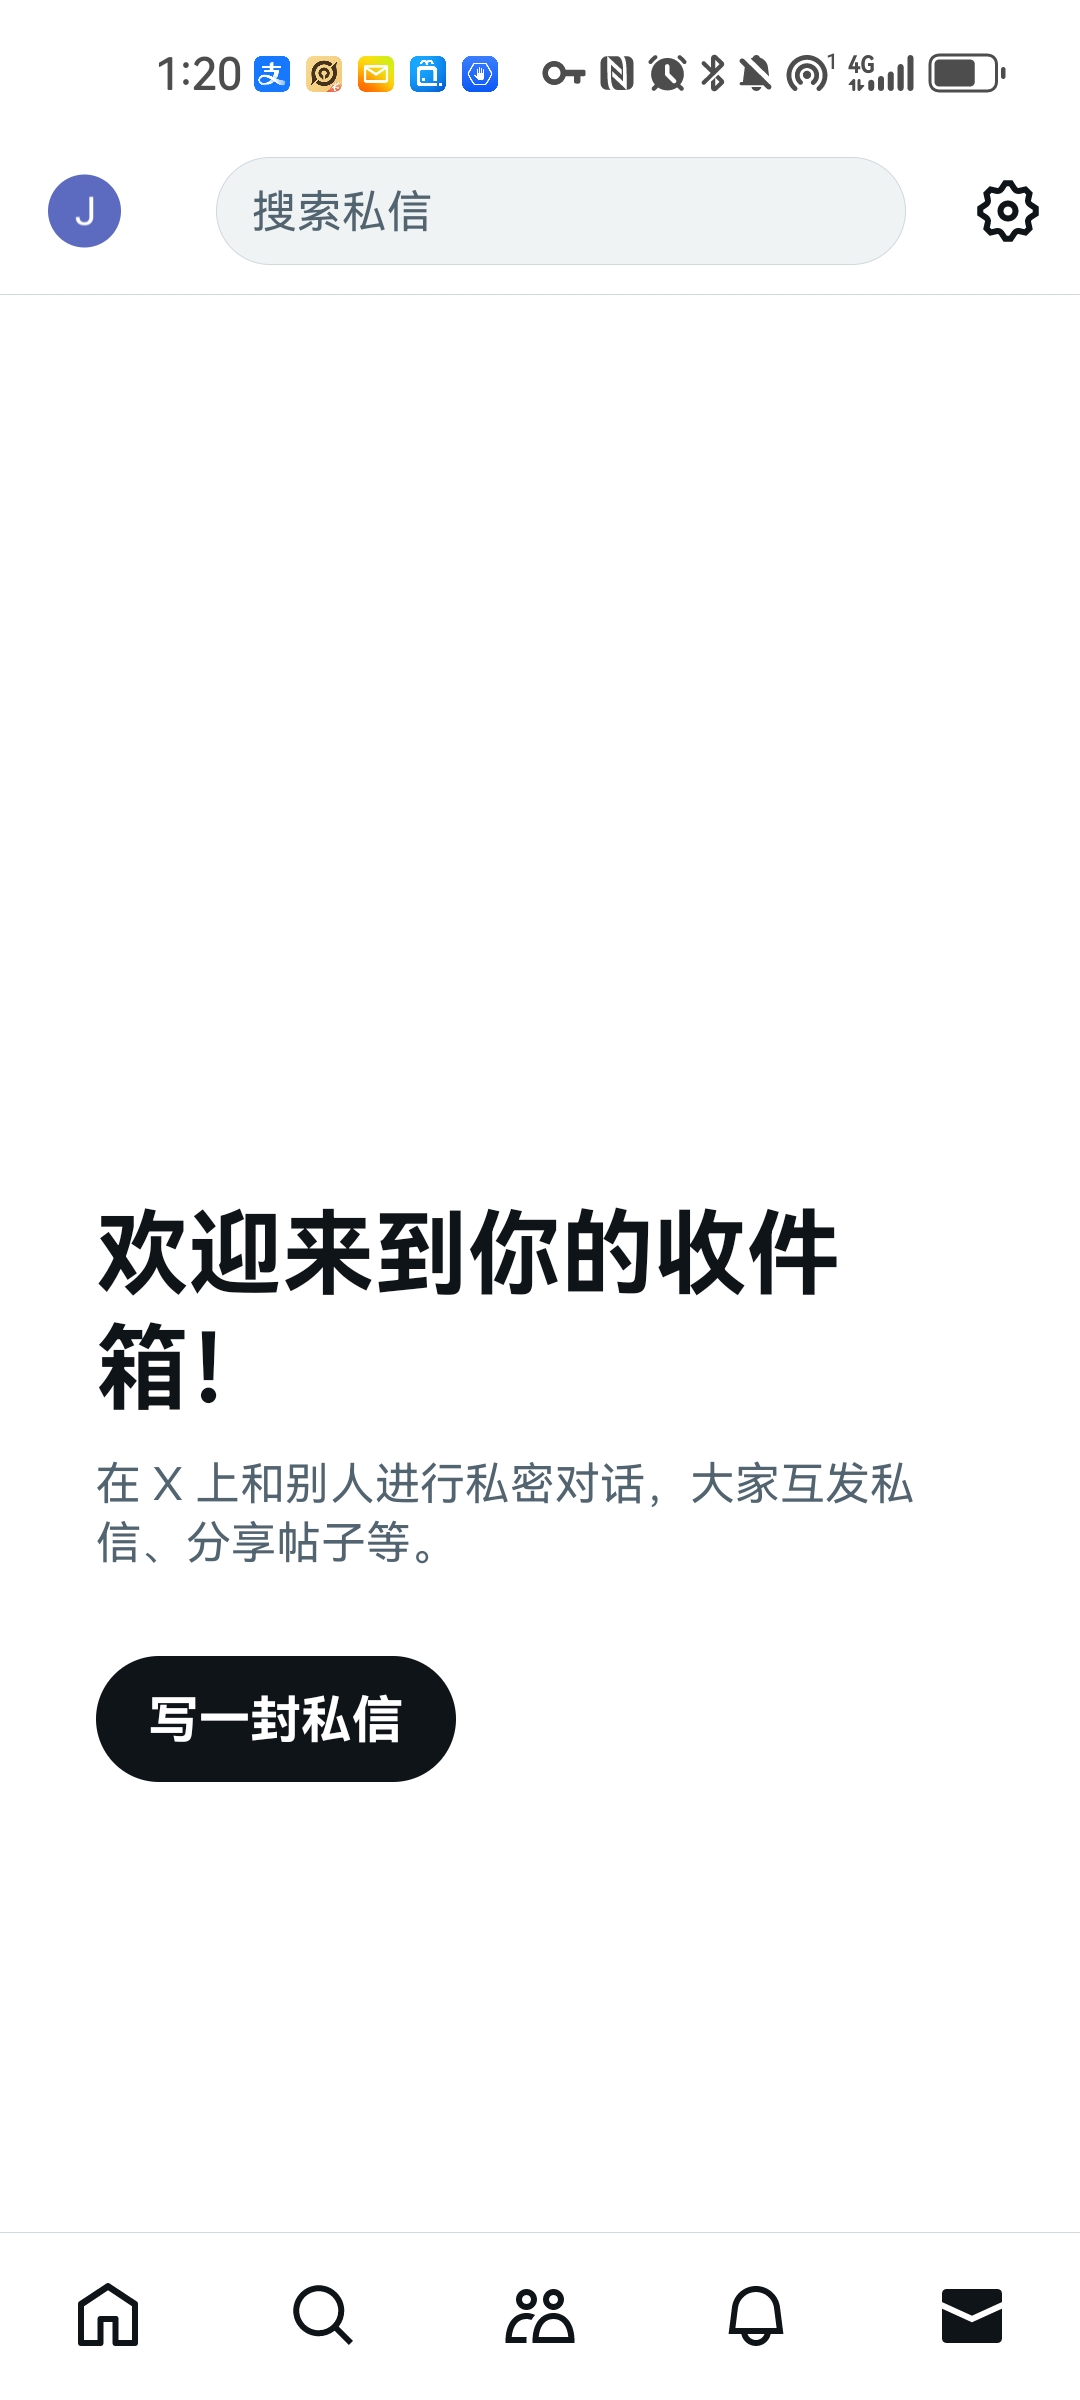 1:20 支 1 4G
J 搜索私信
欢迎来到你的收件
箱！
在 X 上和别人进行私密对话，大家互发私
信、分享帖子等。
写一封私信